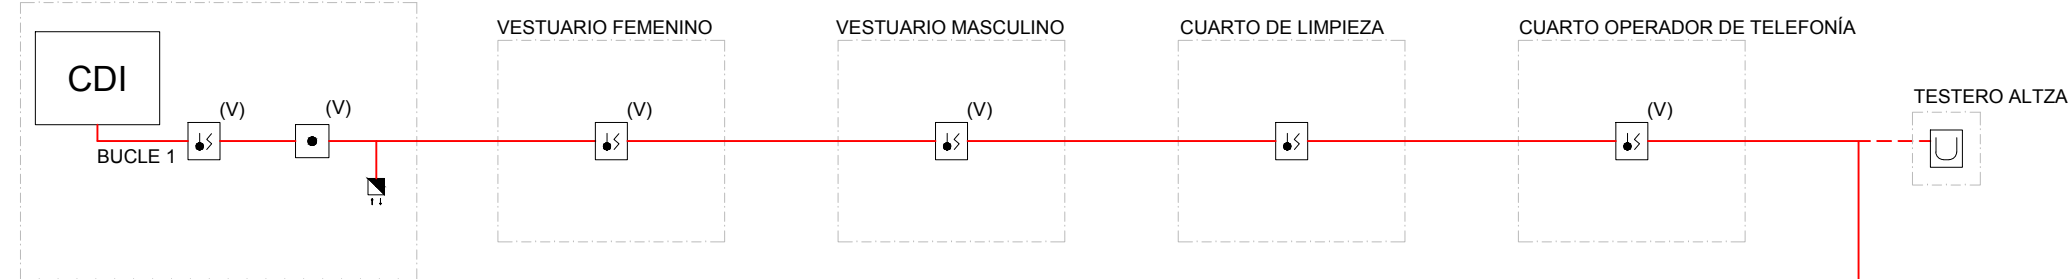 VESTUARIO FEMENINO
VESTUARIO MASCULINO
CUARTO DE LIMPIEZA
CUARTO OPERADOR DE TELEFONÍA
CDI
TESTERO ALTZA
(V)
(V)
(V)
(V)
(V)
BUCLE 1